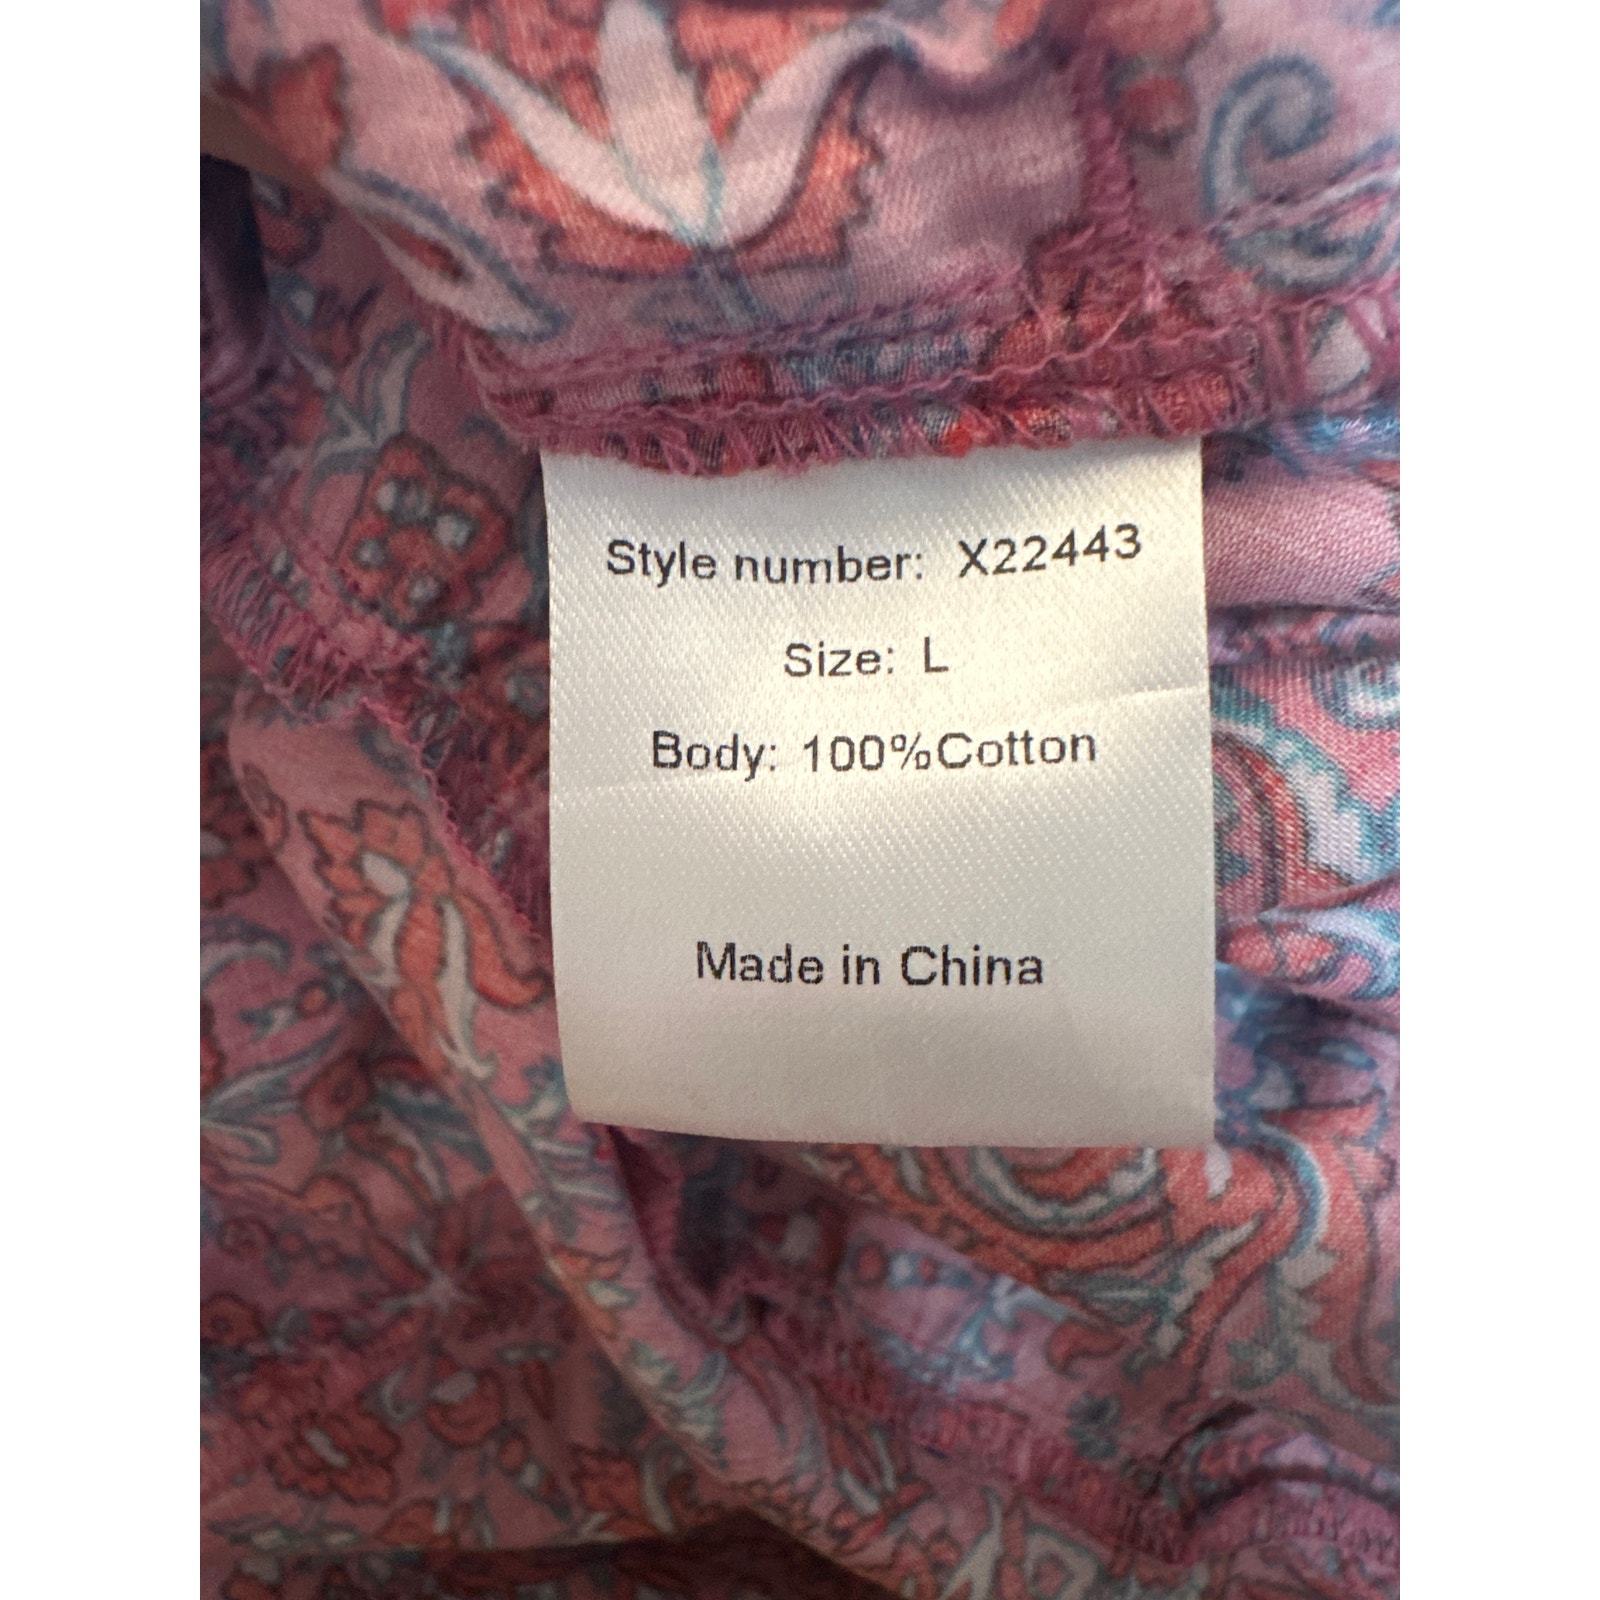 Style number: X22443
Size: L
Body: 100%Cotton
Made in China